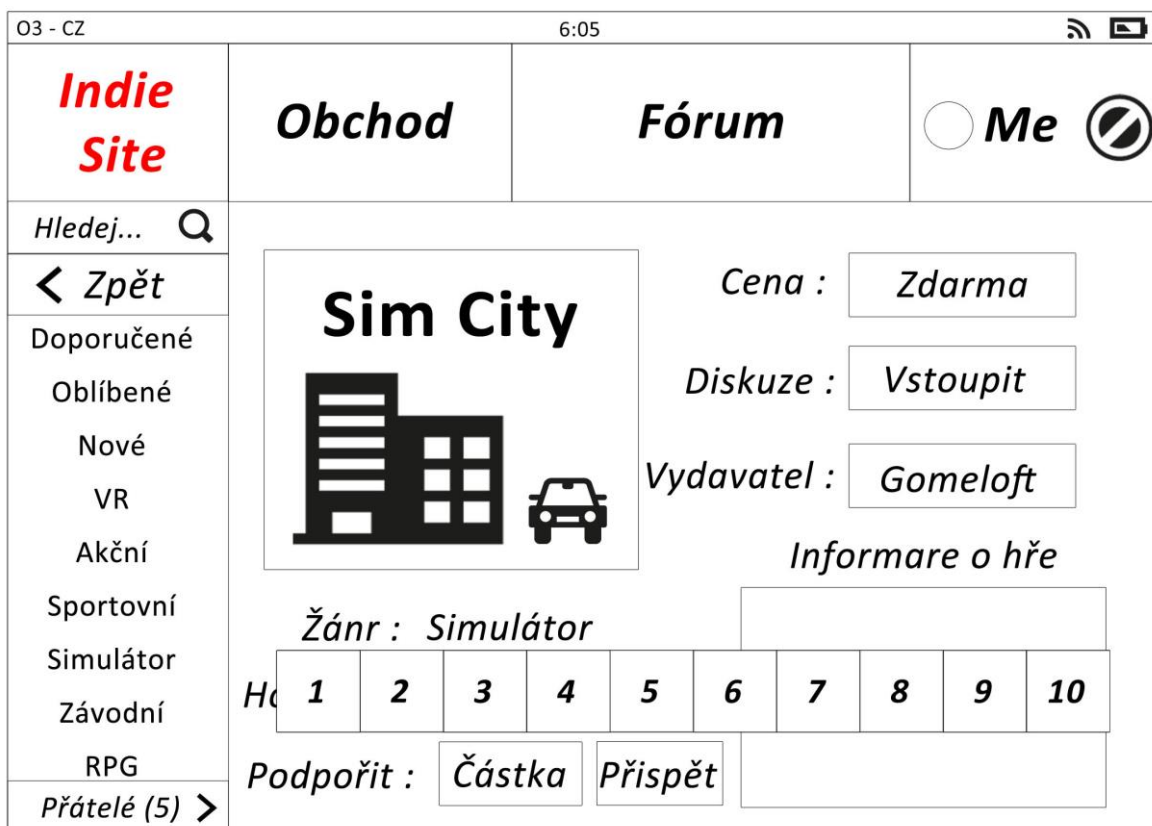 O3 - CZ
6:05
Indie
Site
Obchod
Fórum
Me
Hledej...
Zpět
Doporučené
Oblíbené
Nové
VR
Akční
Sportovní
Simulátor
Závodní
RPG
Přátelé (5)
Sim City
Cena : Zdarma
Diskuze : Vstoupit
Vydavatel : Gomeloft
Informare o hře
Žánr : Simulátor
1 2 3 4 5 6 7 8 9 10
Podpořit : Částka Přispět